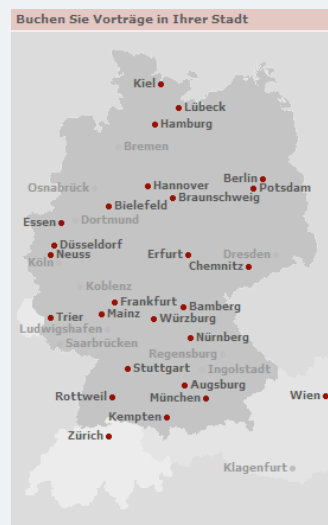 Buchen Sie Vorträge in Ihrer Stadt
Kiel
Lübeck
Hamburg
Bremen
Berlin
Osnabrück
Hannover
Potsdam
Braunschweig
Bielefeld
Dortmund
Essen
Düsseldorf
Neuss
Erfurt
Dresden
Köln
Chemnitz
Koblenz
Frankfurt
Bamberg
Mainz
Trier
Würzburg
Ludwigshafen
Nürnberg
Saarbrücken
Regensburg
Stuttgart
Ingolstadt
Augsburg
Rottweil
München
Wien
Kempten
Zürich
Klagenfurt